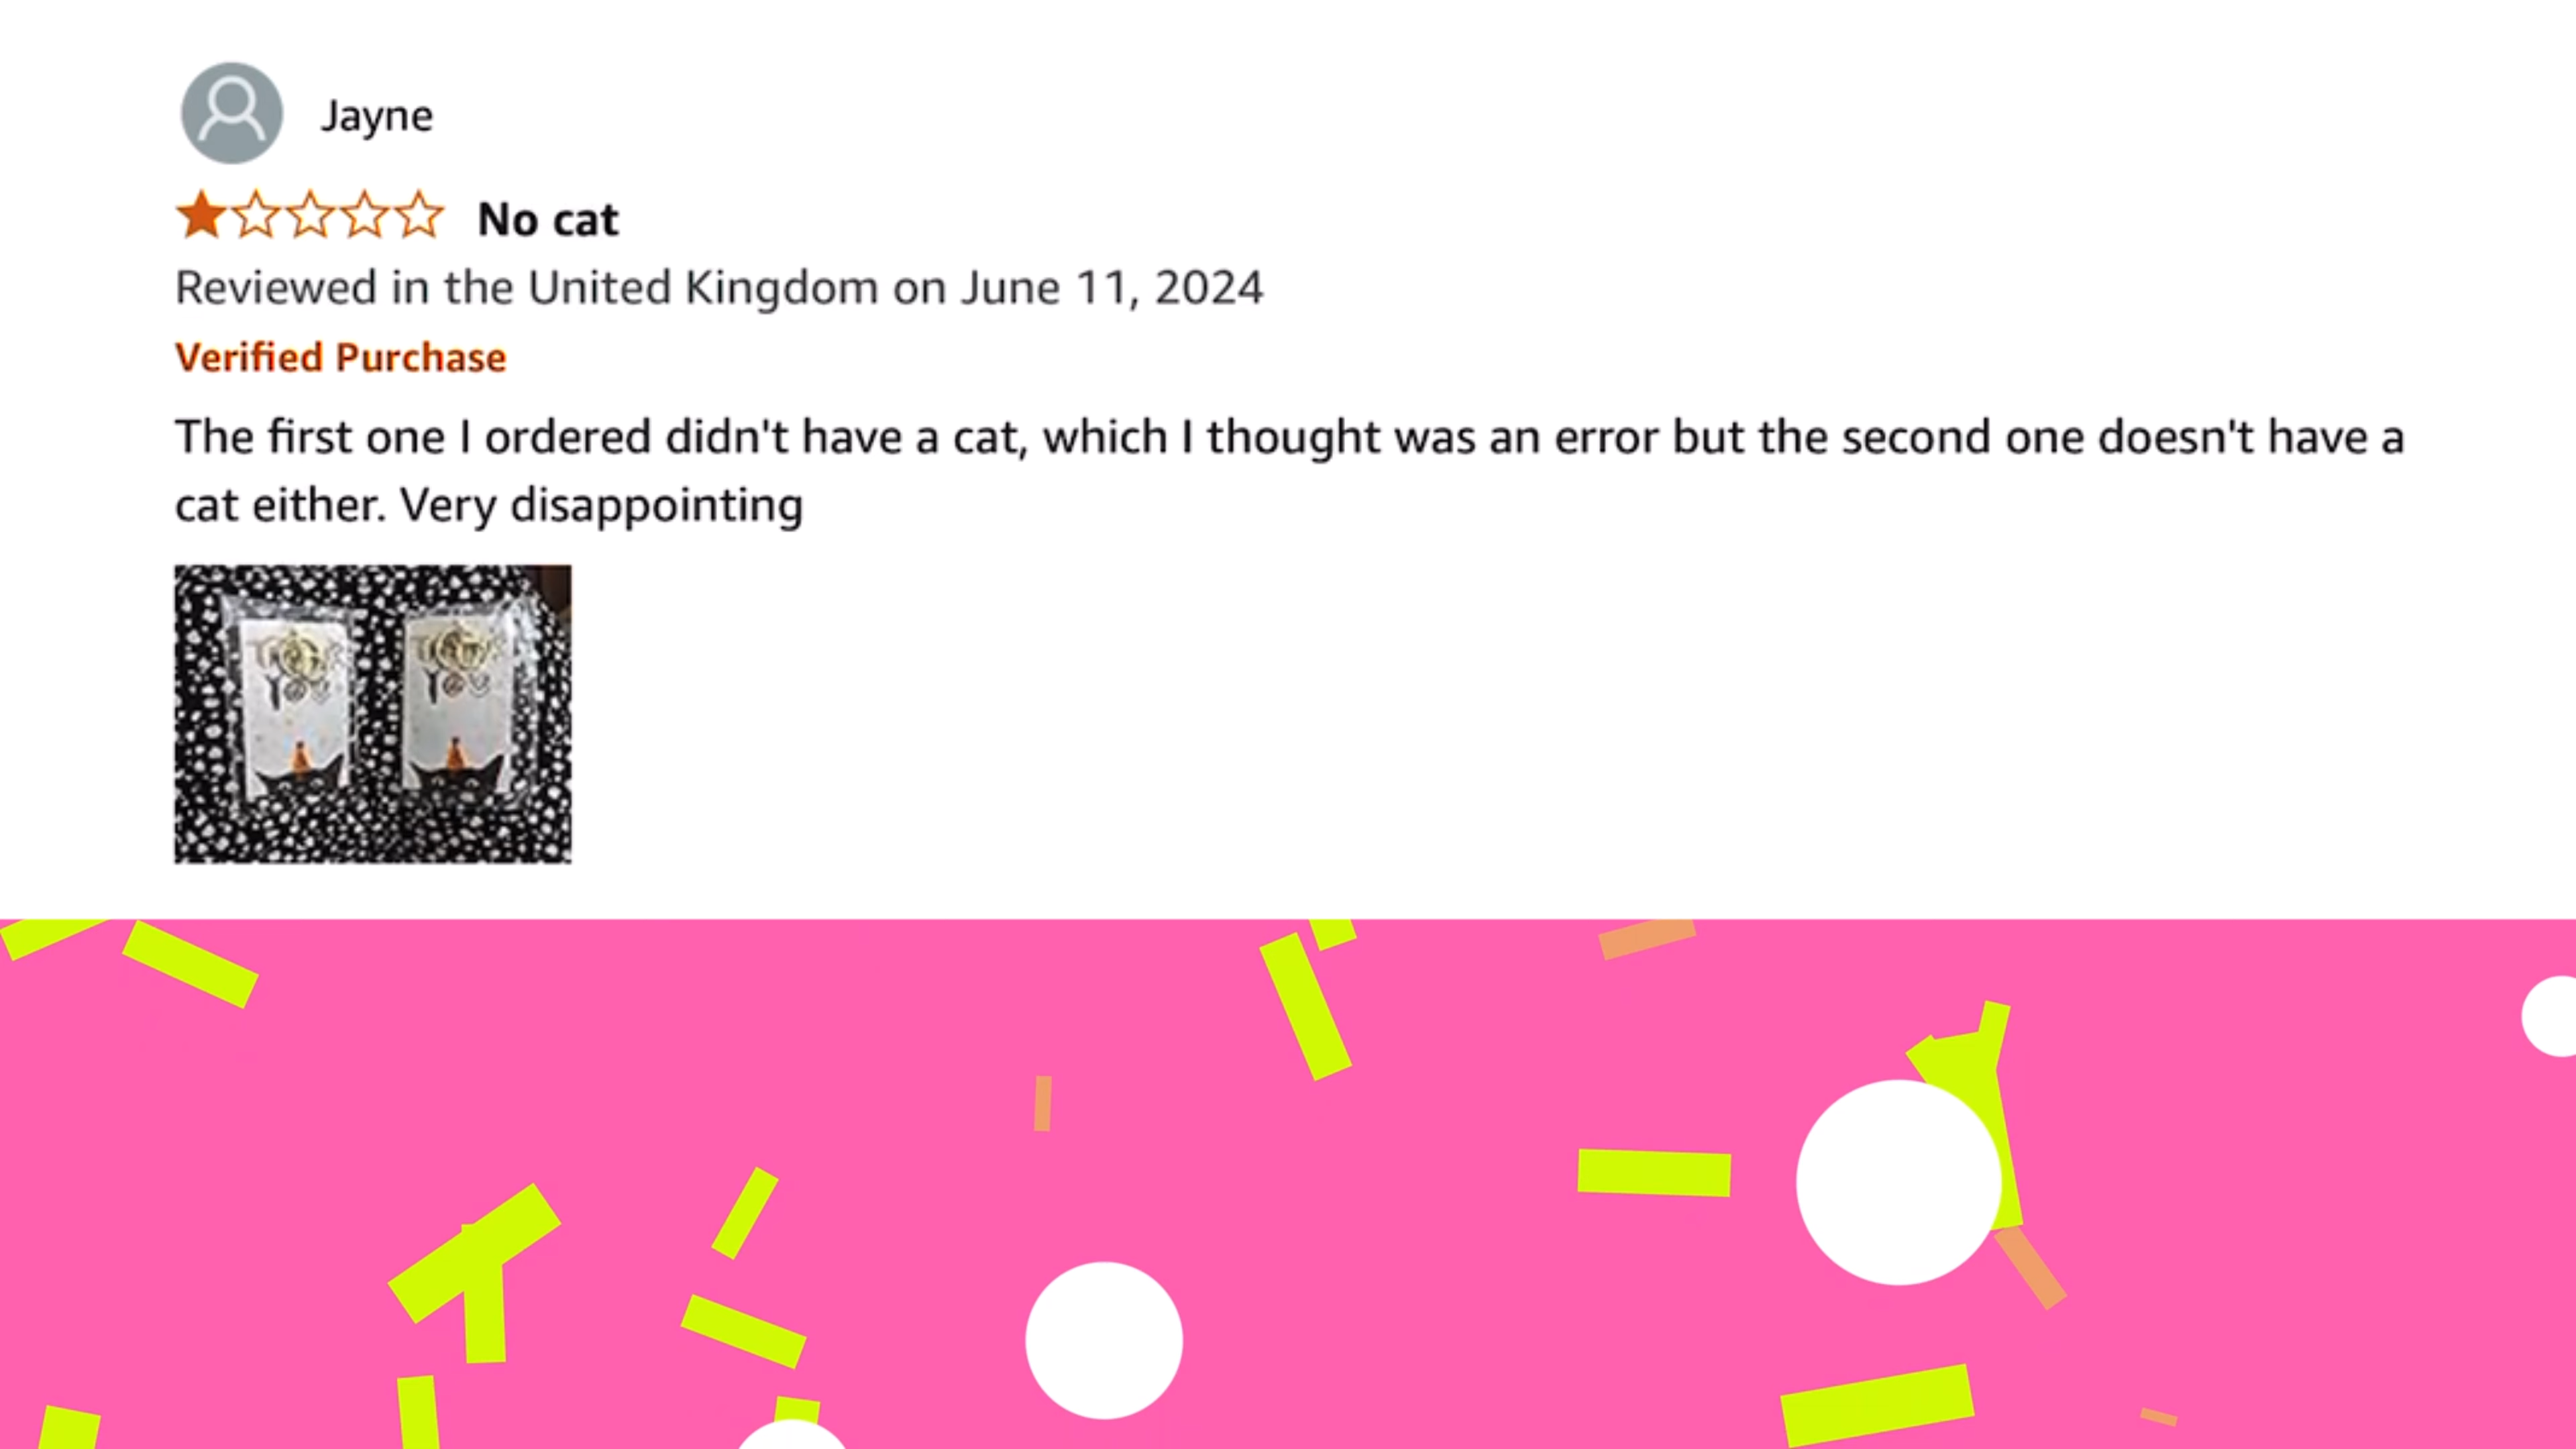 Jayne
No cat
Reviewed in the United Kingdom on June 11, 2024
Verified Purchase
The first one I ordered didn't have a cat, which I thought was an error but the second one doesn't have a
cat either. Very disappointing